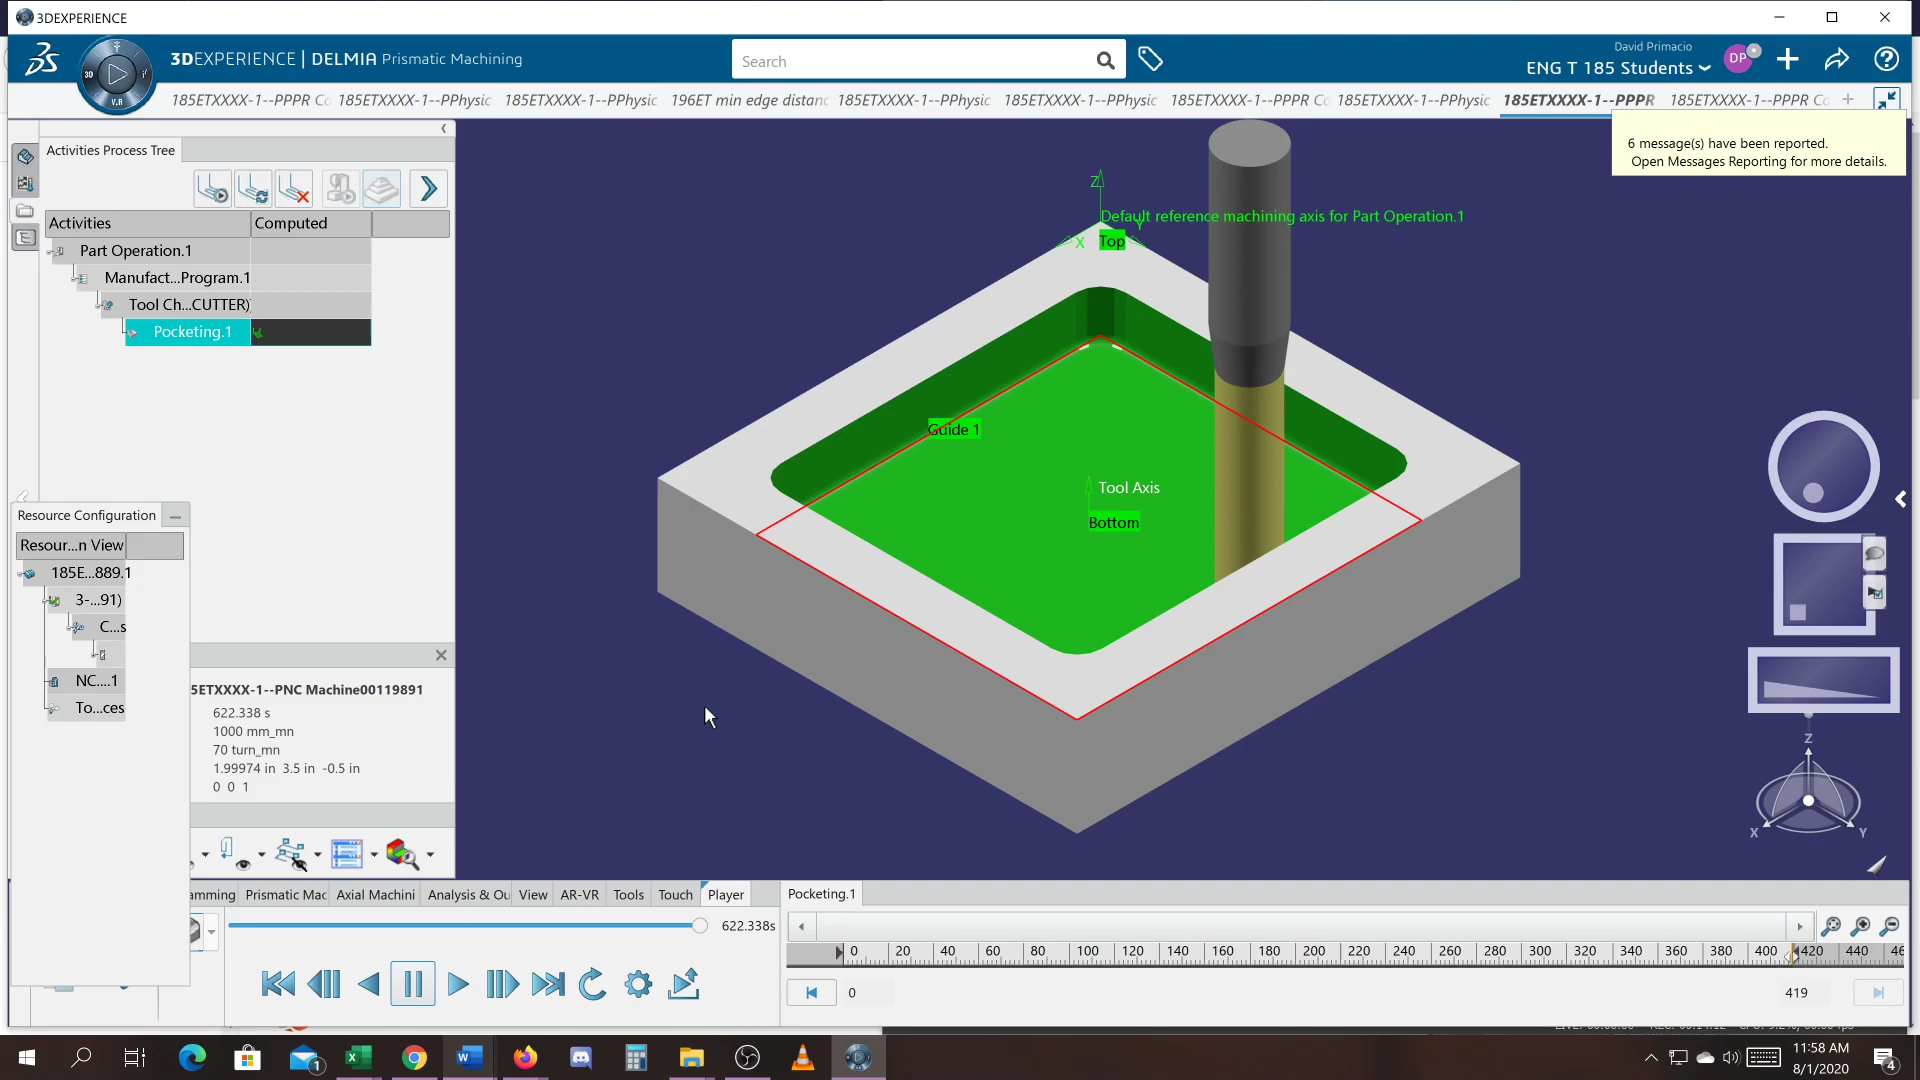 3DEXPERIENCE
3DEXPERIENCE | DELMIA Prismatic Machining
Search
David Primacio
ENG T 185 Students
DP
3D
V.R
185ETXXXX-1--PPPR Co
185ETXXXX-1--PPhysic
185ETXXXX-1--PPhysic
196ET min edge distanc
185ETXXXX-1--PPhysic
185ETXXXX-1--PPhysic
185ETXXXX-1--PPPR Co
185ETXXXX-1--PPhysic
185ETXXXX-1--PPPR
185ETXXXX-1--PPPR Co
6 message(s) have been reported.
Open Messages Reporting for more details.
Activities Process Tree
Activities
Computed
Part Operation.1
Manufact...Program.1
Tool Ch...CUTTER)
Pocketing.1
Z
Default reference machining axis for Part Operation.1
Y
X
Top
Guide 1
Tool Axis
Bottom
Resource Configuration
Resour...n View
185E...889.1
3-...91)
C...s
NC....1
To...ces
5ETXXXX-1--PNC Machine00119891
622.338 s
1000 mm_mn
70 turn_mn
1.99974 in 3.5 in -0.5 in
0 0 1
Z
X
Y
amming
Prismatic Mac
Axial Machini
Analysis & Ou
View
AR-VR
Tools
Touch
Player
622.338s
Pocketing.1
0 20 40 60 80 100 120 140 160 180 200 220 240 260 280 300 320 340 360 380 400 420 440 46
0
419
1
11:58 AM
8/1/2020
4